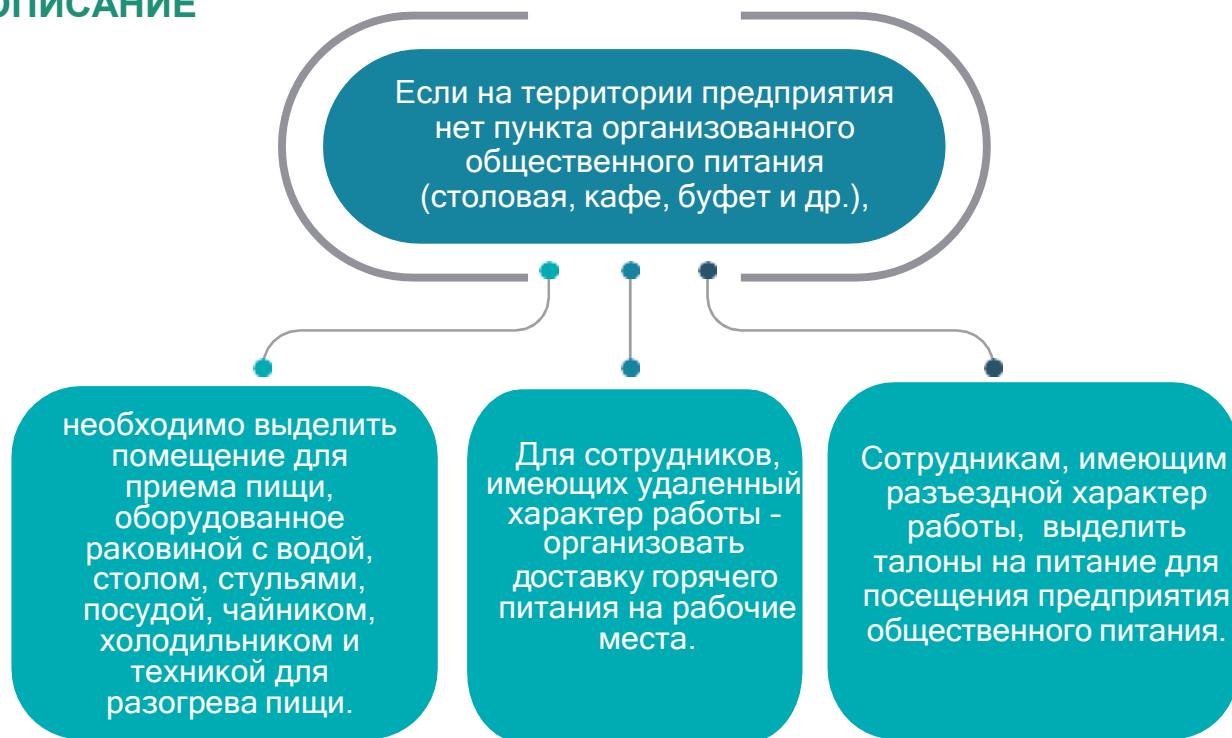 ОПИСАНИЕ
Если на территории предприятия
нет пункта организованного
общественного питания
(столовая, кафе, буфет и др.),
необходимо выделить
помещение для
приема пищи,
оборудованное
раковиной с водой,
столом, стульями,
посудой, чайником,
холодильником и
техникой для
разогрева пищи.
Для сотрудников,
имеющих удаленный
характер работы -
организовать
доставку горячего
питания на рабочие
места.
Сотрудникам, имеющим
разъездной характер
работы, выделить
талоны на питание для
посещения предприятия
общественного питания.